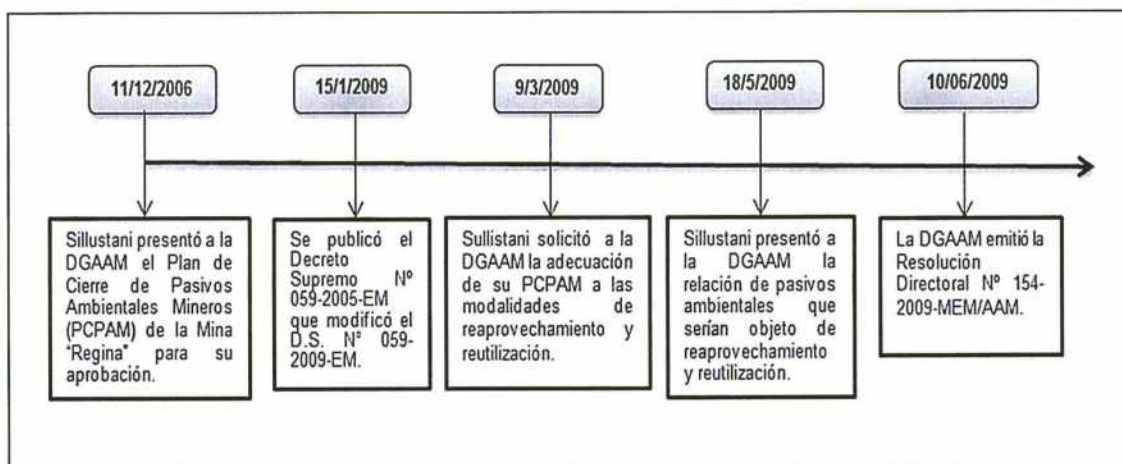 11/12/2006
15/1/2009
9/3/2009
18/5/2009
10/06/2009
Sillustani presentó a la
DGAAM el Plan de
Cierre de Pasivos
Ambientales Mineros
(PCPAM) de la Mina
“Regina” para su
aprobación.
Se publicó el
Decreto
Supremo Nº
059-2005-EM
que modificó el
D.S. Nº 059-
2009-EM.
Sullistani solicitó a la
DGAAM la adecuación
de su PCPAM a las
modalidades de
reaprovechamiento y
reutilización.
Sillustani presentó a
la DGAAM la
relación de pasivos
ambientales que
serían objeto de
reaprovechamiento
y reutilización.
La DGAAM emitió la
Resolución
Directoral Nº 154-
2009-MEM/AAM.